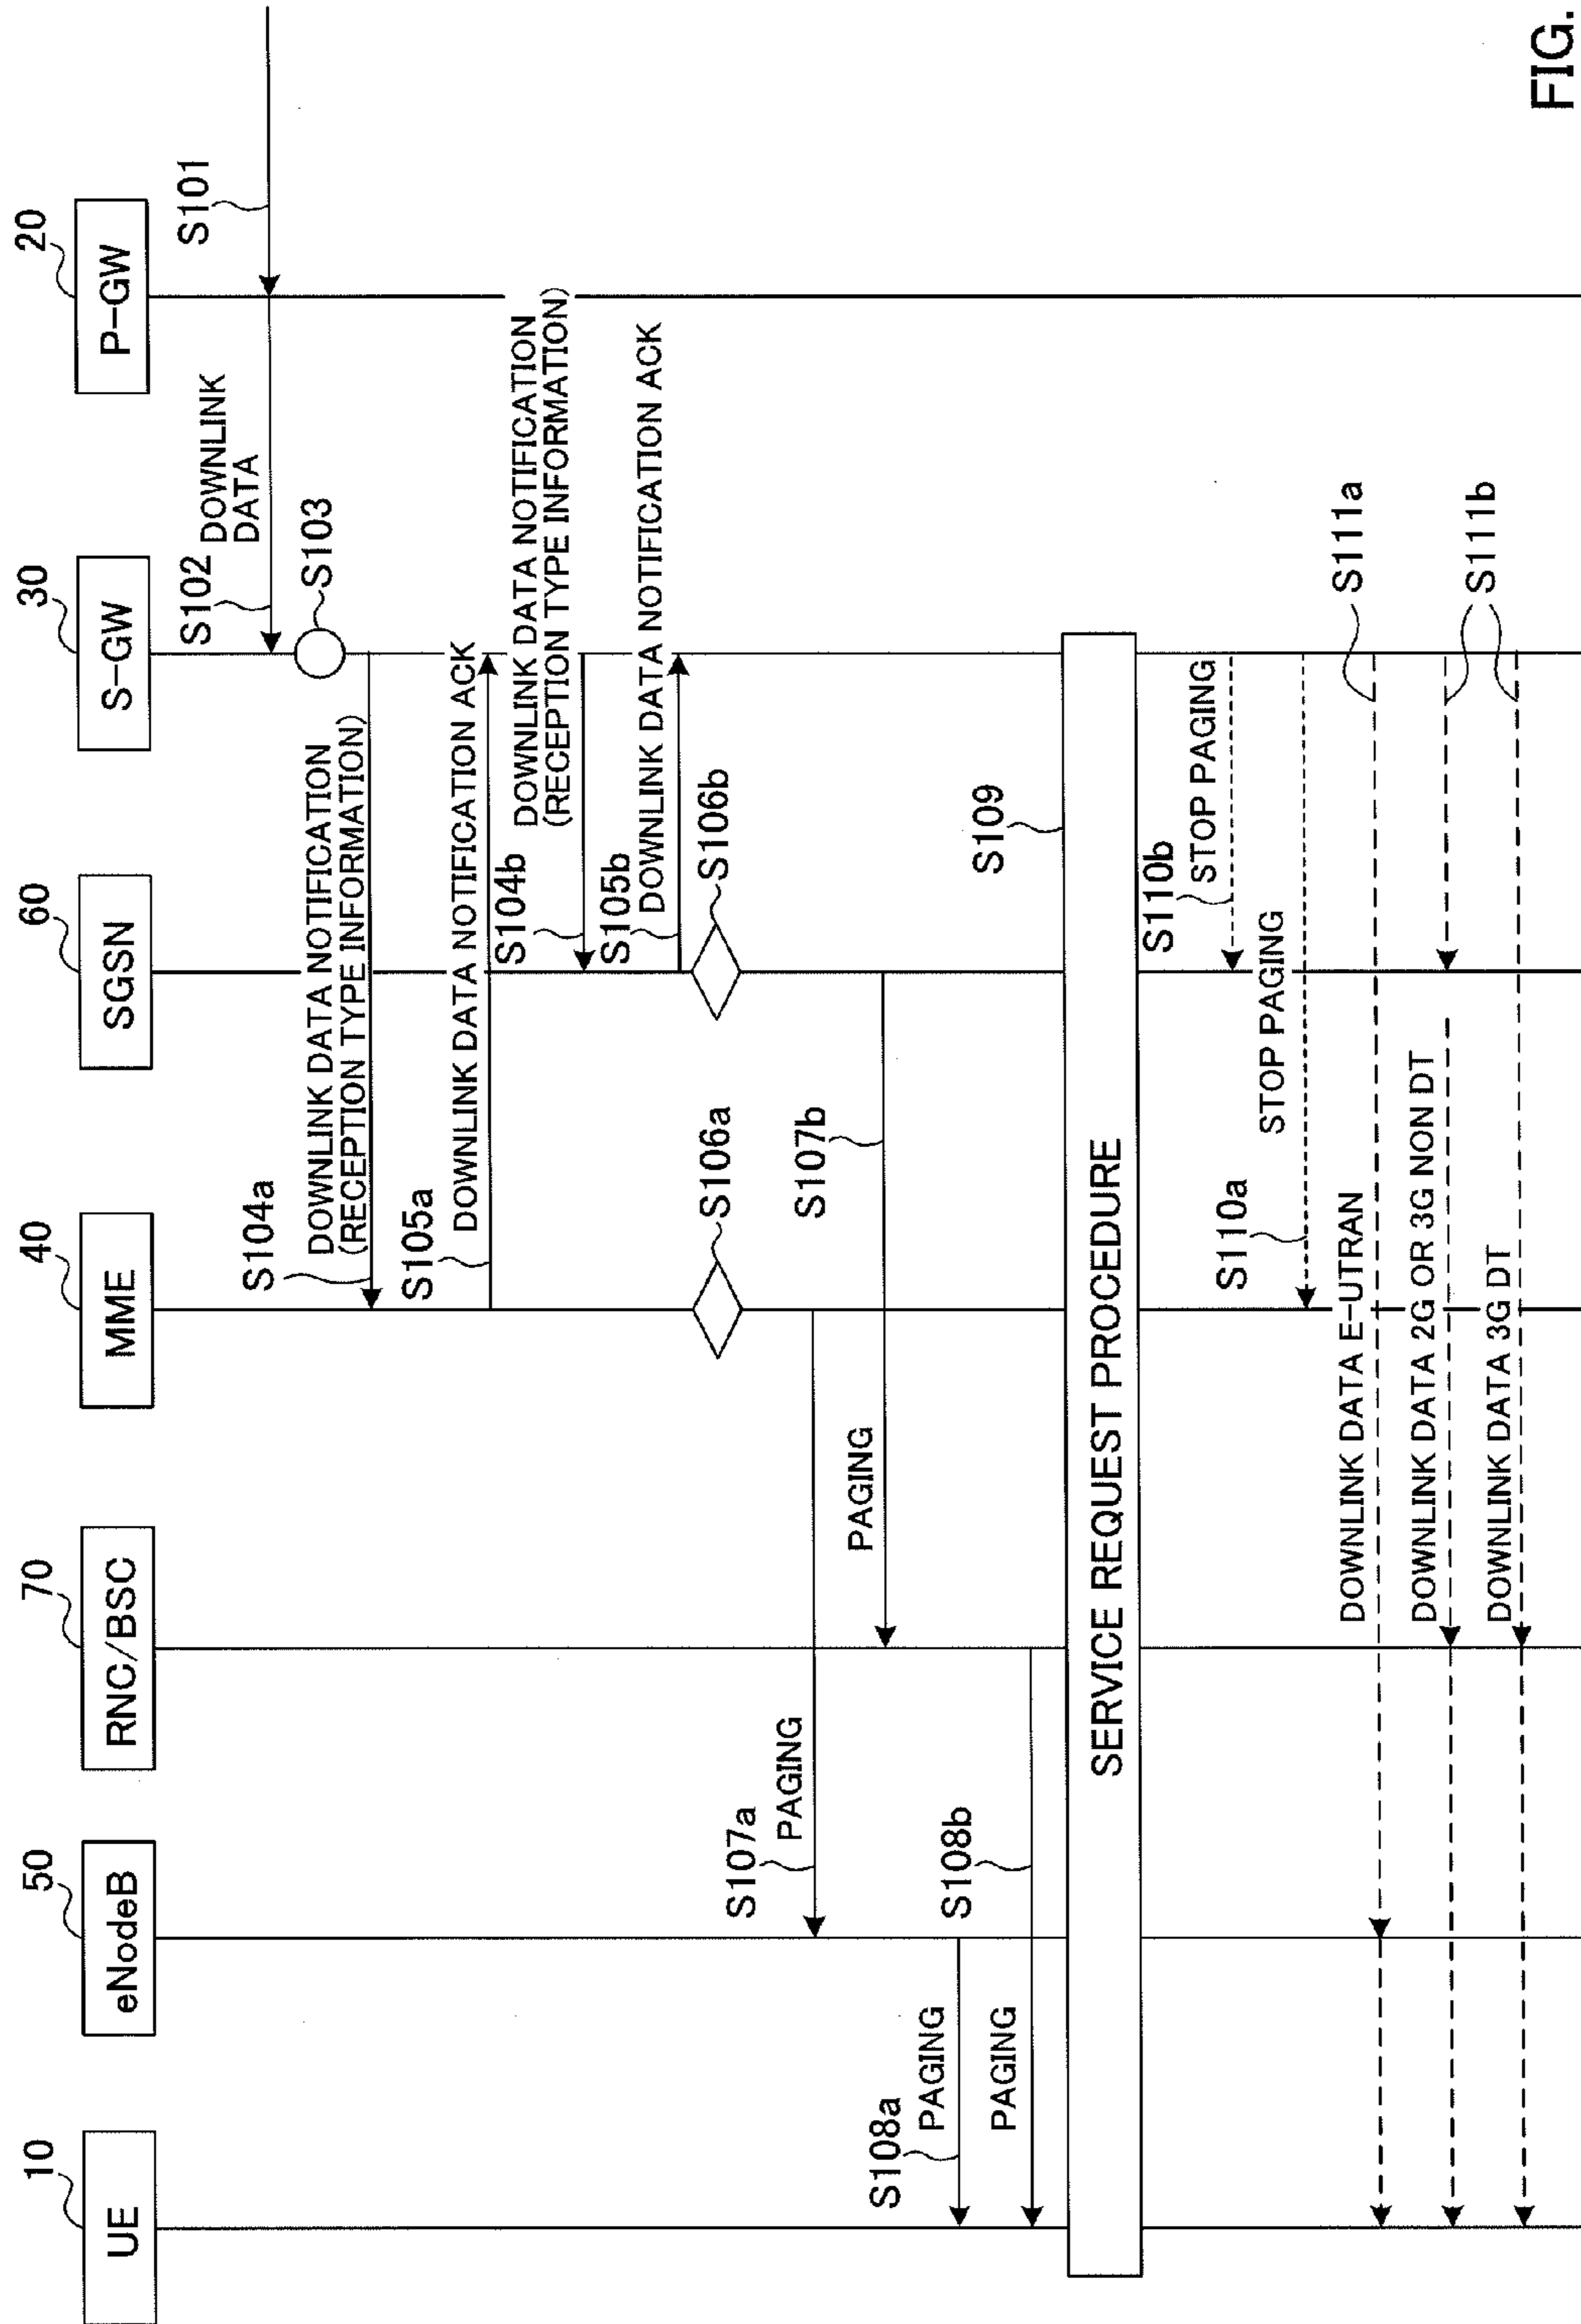 10
UE
50
eNodeB
70
RNC/BSC
40
MME
60
SGSN
30
S-GW
20
P-GW
S101
S102
DOWNLINK
DATA
S103
S104a
DOWNLINK DATA NOTIFICATION
(RECEPTION TYPE INFORMATION)
S105a
DOWNLINK DATA NOTIFICATION ACK
S104b
DOWNLINK DATA NOTIFICATION
(RECEPTION TYPE INFORMATION)
S105b
DOWNLINK DATA NOTIFICATION ACK
S106a
S106b
S107a
PAGING
PAGING
S107b
S108a
PAGING
S108b
PAGING
S109
SERVICE REQUEST PROCEDURE
S110b
STOP PAGING
S110a
STOP PAGING
DOWNLINK DATA E-UTRAN
S111a
DOWNLINK DATA 2G OR 3G NON DT
S111b
DOWNLINK DATA 3G DT
FIG.